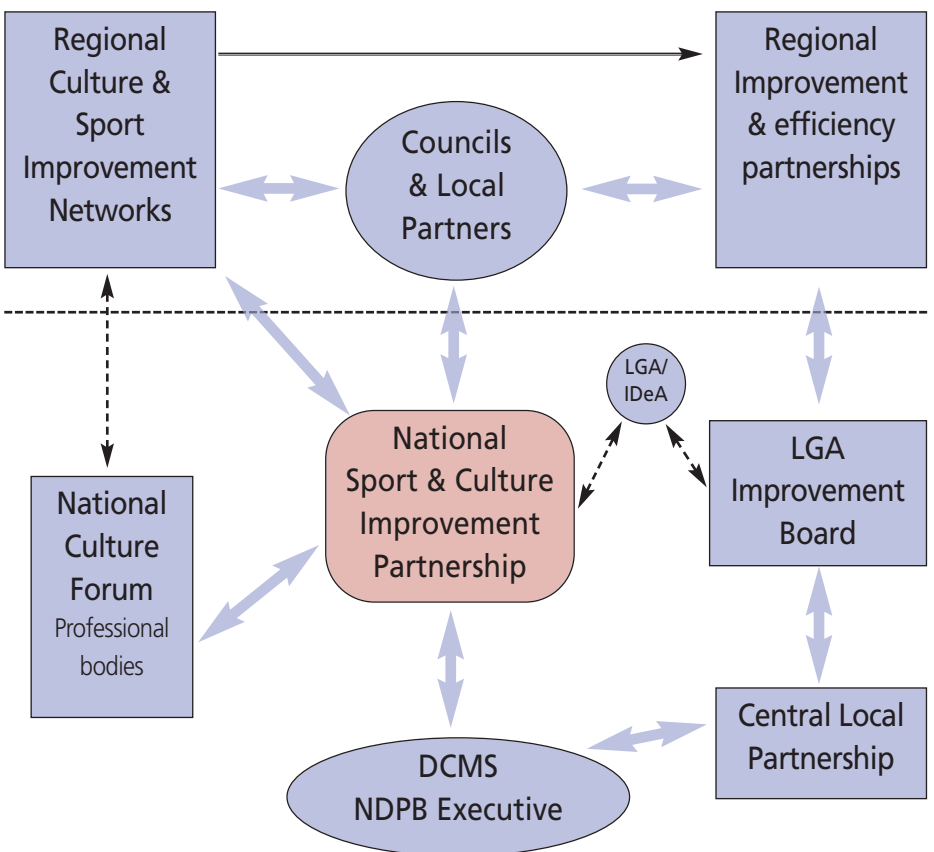 Regional
Culture &
Sport
Improvement
Networks
Councils
& Local
Partners
Regional
Improvement
& efficiency
partnerships
LGA/
IDeA
National
Sport & Culture
Improvement
Partnership
LGA
Improvement
Board
National
Culture
Forum
Professional
bodies
DCMS
NDPB Executive
Central Local
Partnership